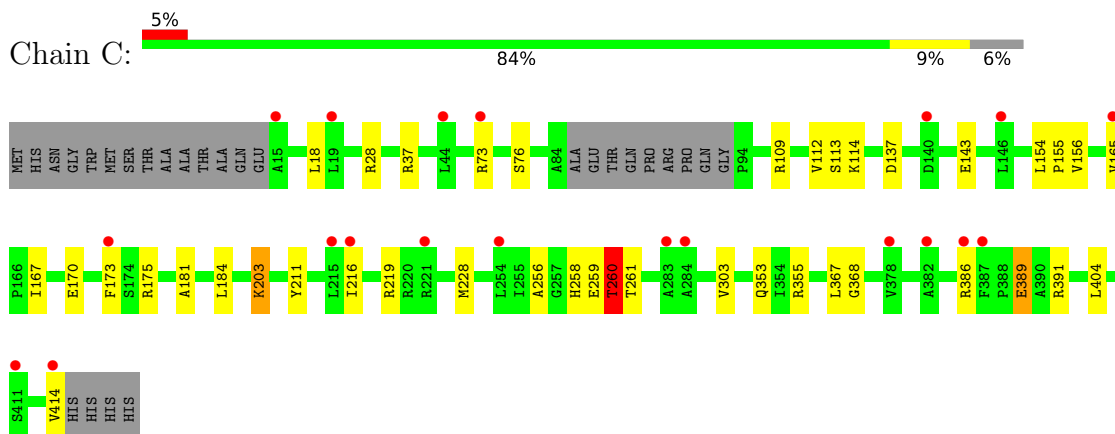 5%
Chain C:
84% 9% 6%
MET HIS ASN GLY TRP MET SER THR ALA ALA THR ALA GLN GLU A15 L18 L19 R28 R37 L44 R73 S76 A84 ALA GLU THR GLN PRO ARG PRO GLN GLY P94 R109 V112 S113 K114 D137 D140 E143 L146 L154 P155 V156 V165
P166 I167 E170 F173 S174 R175 A181 L184 K203 Y211 L215 I216 R219 R220 R221 M228 L254 I255 A256 G257 H258 E259 T260 T261 A283 A284 V303 Q353 I354 R355 L367 G368 V378 A382 R386 F387 P388 E389 A390 R391 L404
S411 V414 HIS HIS HIS HIS